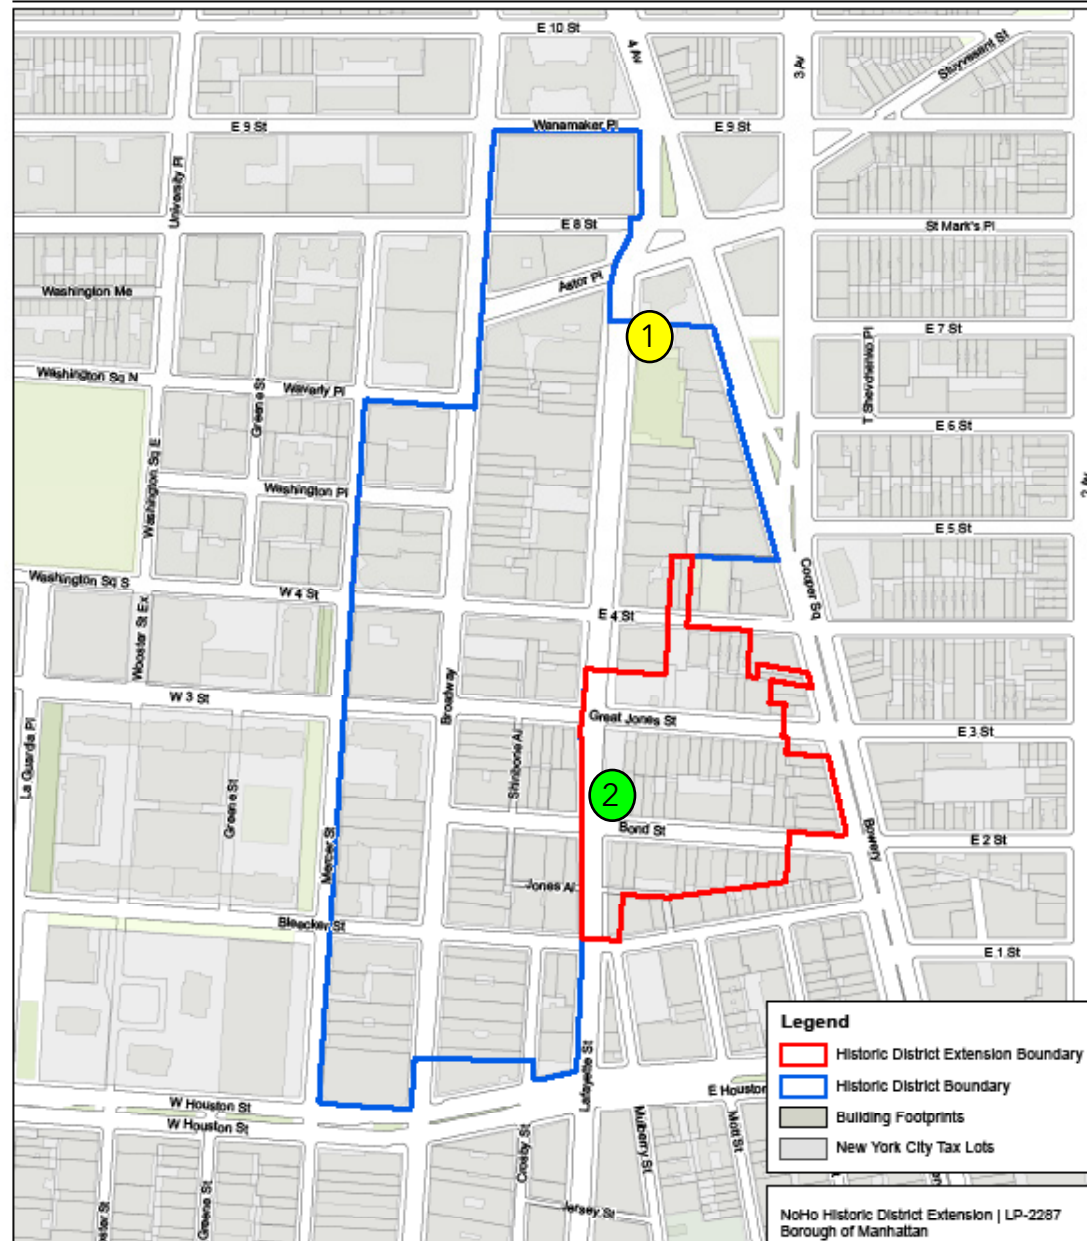 E 10 St
4 Av
3 Av
Stuyvesant St
Wanamaker Pl
E 9 St
E 9 St
University Pl
E 8 St
St Mark's Pl
Astor Pl
Washington Me
1
E 7 St
T Shevchenko Pl
Washington Sq N
Waverly Pl
Greene St
E 6 St
Washington Sq E
Washington Pl
2 Av
E 5 St
Washington Sq S
W 4 St
Cooper Sq
Wooster St Ex
E 4 St
W 3 St
Broadway
Great Jones St
E 3 St
La Guardia Pl
Shinbone Al
Greene St
2
Mercer St
Bond St
Bowery
E 2 St
Jones Al
Bleecker St
E 1 St
Legend
Historic District Extension Boundary
Historic District Boundary
Building Footprints
New York City Tax Lots
Lafayette St
E Houston
W Houston St
W Houston St
Crosby St
Mulberry St
Mott St
Greene St
ster St
Jersey St
NoHo Historic District Extension | LP-2287
Borough of Manhattan